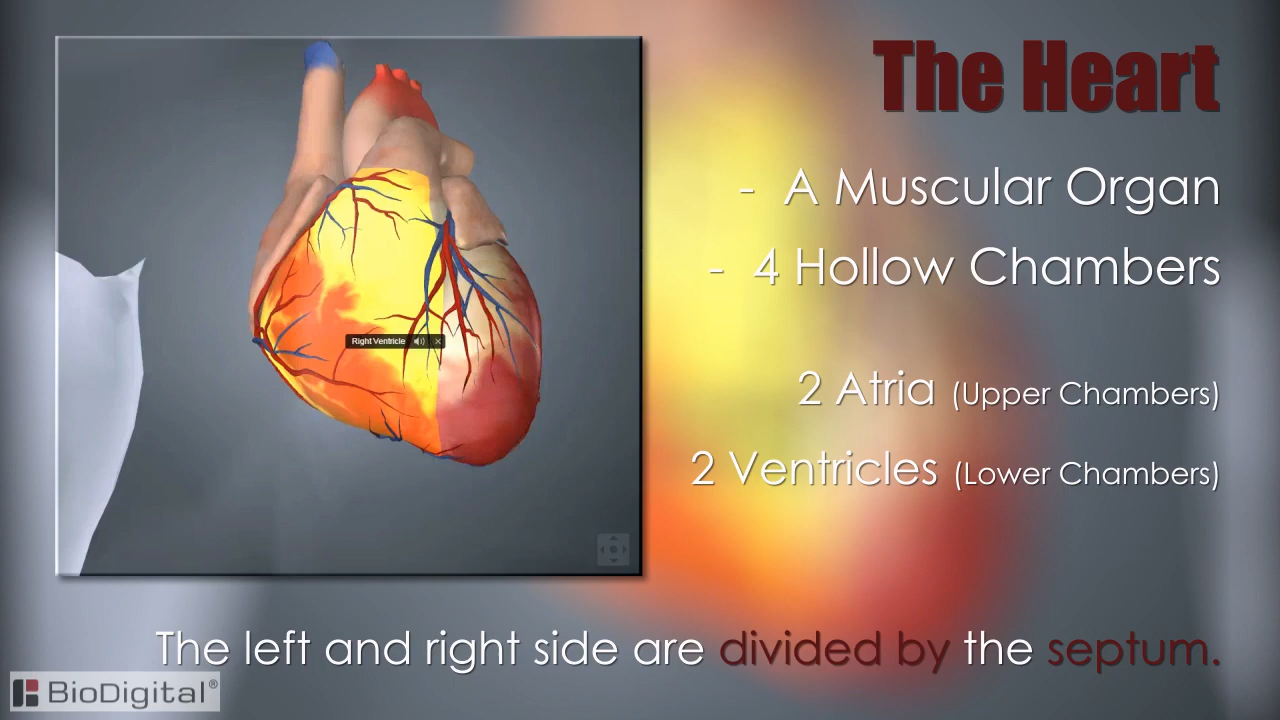 The Heart
- A Muscular Organ
- 4 Hollow Chambers
2 Atria (Upper Chambers)
2 Ventricles (Lower Chambers)
Right Ventricle
The left and right side are divided by the septum.
BioDigital®